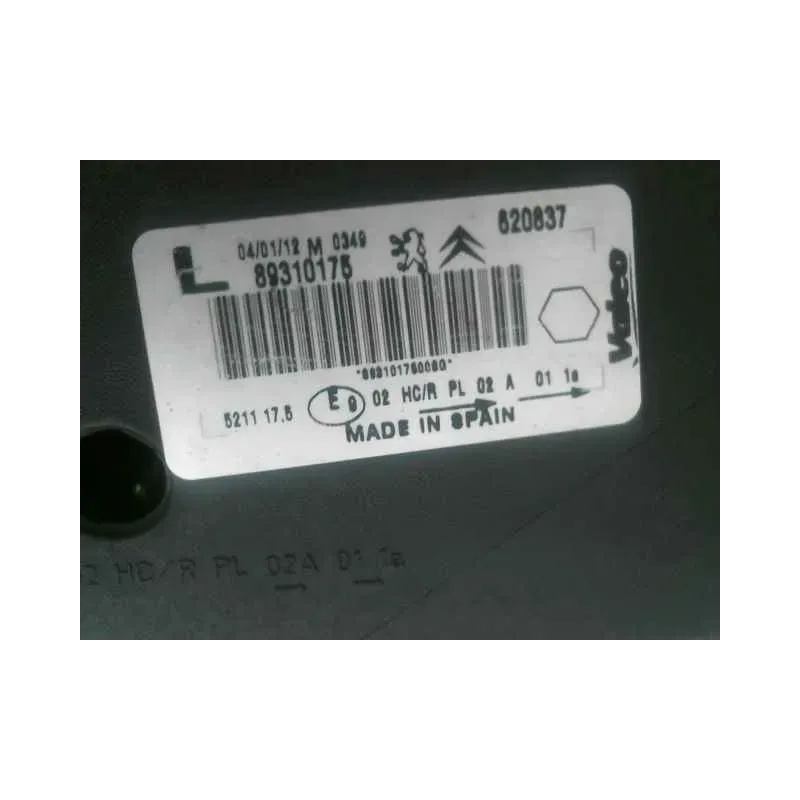 L 04/01/12 M 0349 620637
89310175
Valeo
*893101750080*
5211 17.5 E9 02 HC/R PL 02 A 01 1a
MADE IN SPAIN
2 HC/R PL 02A 01 1a